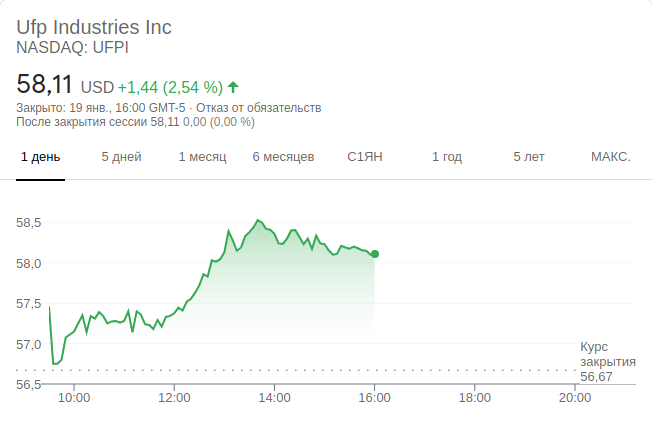 Ufp Industries Inc
NASDAQ: UFPI
58,11 USD +1,44 (2,54 %)
Закрыто: 19 янв., 16:00 GMT-5 · Отказ от обязательств
После закрытия сессии 58,11 0,00 (0,00 %)
1 день 5 дней 1 месяц 6 месяцев С1ЯН 1 год 5 лет МАКС.
58,5
58,0
57,5
57,0
Курс
закрытия
56,67
56,5
10:00 12:00 14:00 16:00 18:00 20:00